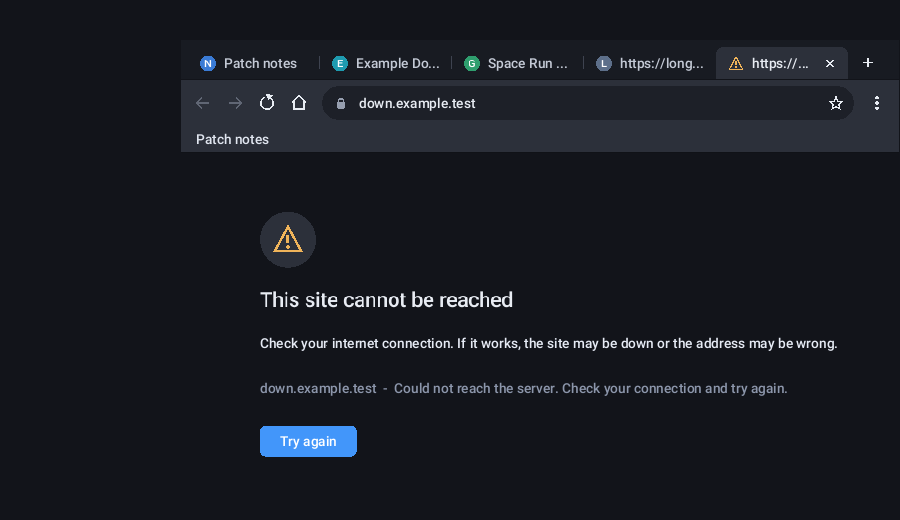 N Patch notes E Example Do... G Space Run ... L https://long... https://...
down.example.test
Patch notes
This site cannot be reached
Check your internet connection. If it works, the site may be down or the address may be wrong.
down.example.test - Could not reach the server. Check your connection and try again.
Try again